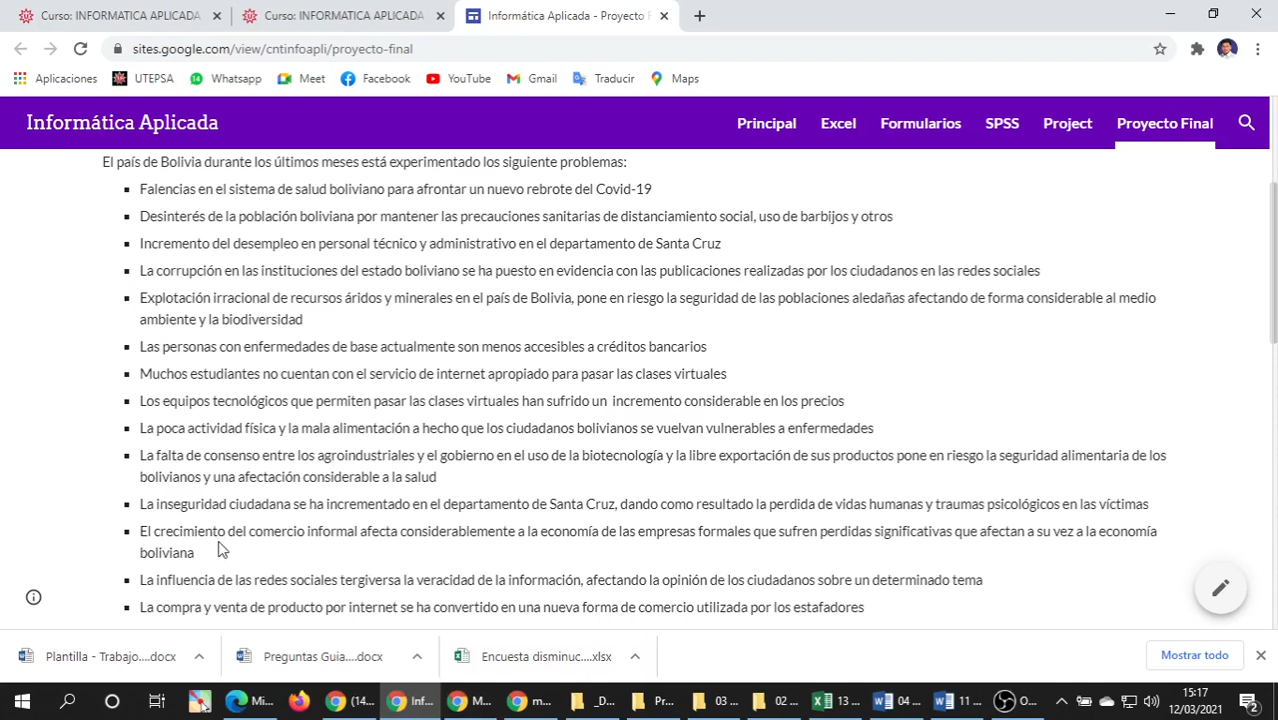 Curso: INFORMATICA APLICADA
Curso: INFORMATICA APLICADA
Informática Aplicada - Proyecto F
sites.google.com/view/cntinfoapli/proyecto-final
Aplicaciones UTEPSA Whatsapp Meet Facebook YouTube Gmail Traducir Maps
Informática Aplicada
Principal Excel Formularios SPSS Project Proyecto Final
El país de Bolivia durante los últimos meses está experimentado los siguiente problemas:
Falencias en el sistema de salud boliviano para afrontar un nuevo rebrote del Covid-19
Desinterés de la población boliviana por mantener las precauciones sanitarias de distanciamiento social, uso de barbijos y otros
Incremento del desempleo en personal técnico y administrativo en el departamento de Santa Cruz
La corrupción en las instituciones del estado boliviano se ha puesto en evidencia con las publicaciones realizadas por los ciudadanos en las redes sociales
Explotación irracional de recursos áridos y minerales en el país de Bolivia, pone en riesgo la seguridad de las poblaciones aledañas afectando de forma considerable al medio
ambiente y la biodiversidad
Las personas con enfermedades de base actualmente son menos accesibles a créditos bancarios
Muchos estudiantes no cuentan con el servicio de internet apropiado para pasar las clases virtuales
Los equipos tecnológicos que permiten pasar las clases virtuales han sufrido un incremento considerable en los precios
La poca actividad física y la mala alimentación a hecho que los ciudadanos bolivianos se vuelvan vulnerables a enfermedades
La falta de consenso entre los agroindustriales y el gobierno en el uso de la biotecnología y la libre exportación de sus productos pone en riesgo la seguridad alimentaria de los
bolivianos y una afectación considerable a la salud
La inseguridad ciudadana se ha incrementado en el departamento de Santa Cruz, dando como resultado la perdida de vidas humanas y traumas psicológicos en las víctimas
El crecimiento del comercio informal afecta considerablemente a la economía de las empresas formales que sufren perdidas significativas que afectan a su vez a la economía
boliviana
La influencia de las redes sociales tergiversa la veracidad de la información, afectando la opinión de los ciudadanos sobre un determinado tema
La compra y venta de producto por internet se ha convertido en una nueva forma de comercio utilizada por los estafadores
Plantilla - Trabajo....docx Preguntas Guia....docx Encuesta disminuc....xlsx Mostrar todo
Mi... (14... Inf... M... m... _D... Pr... 03 ... 02 ... 13 ... 04 ... 11 ... O... 15:17
12/03/2021
2